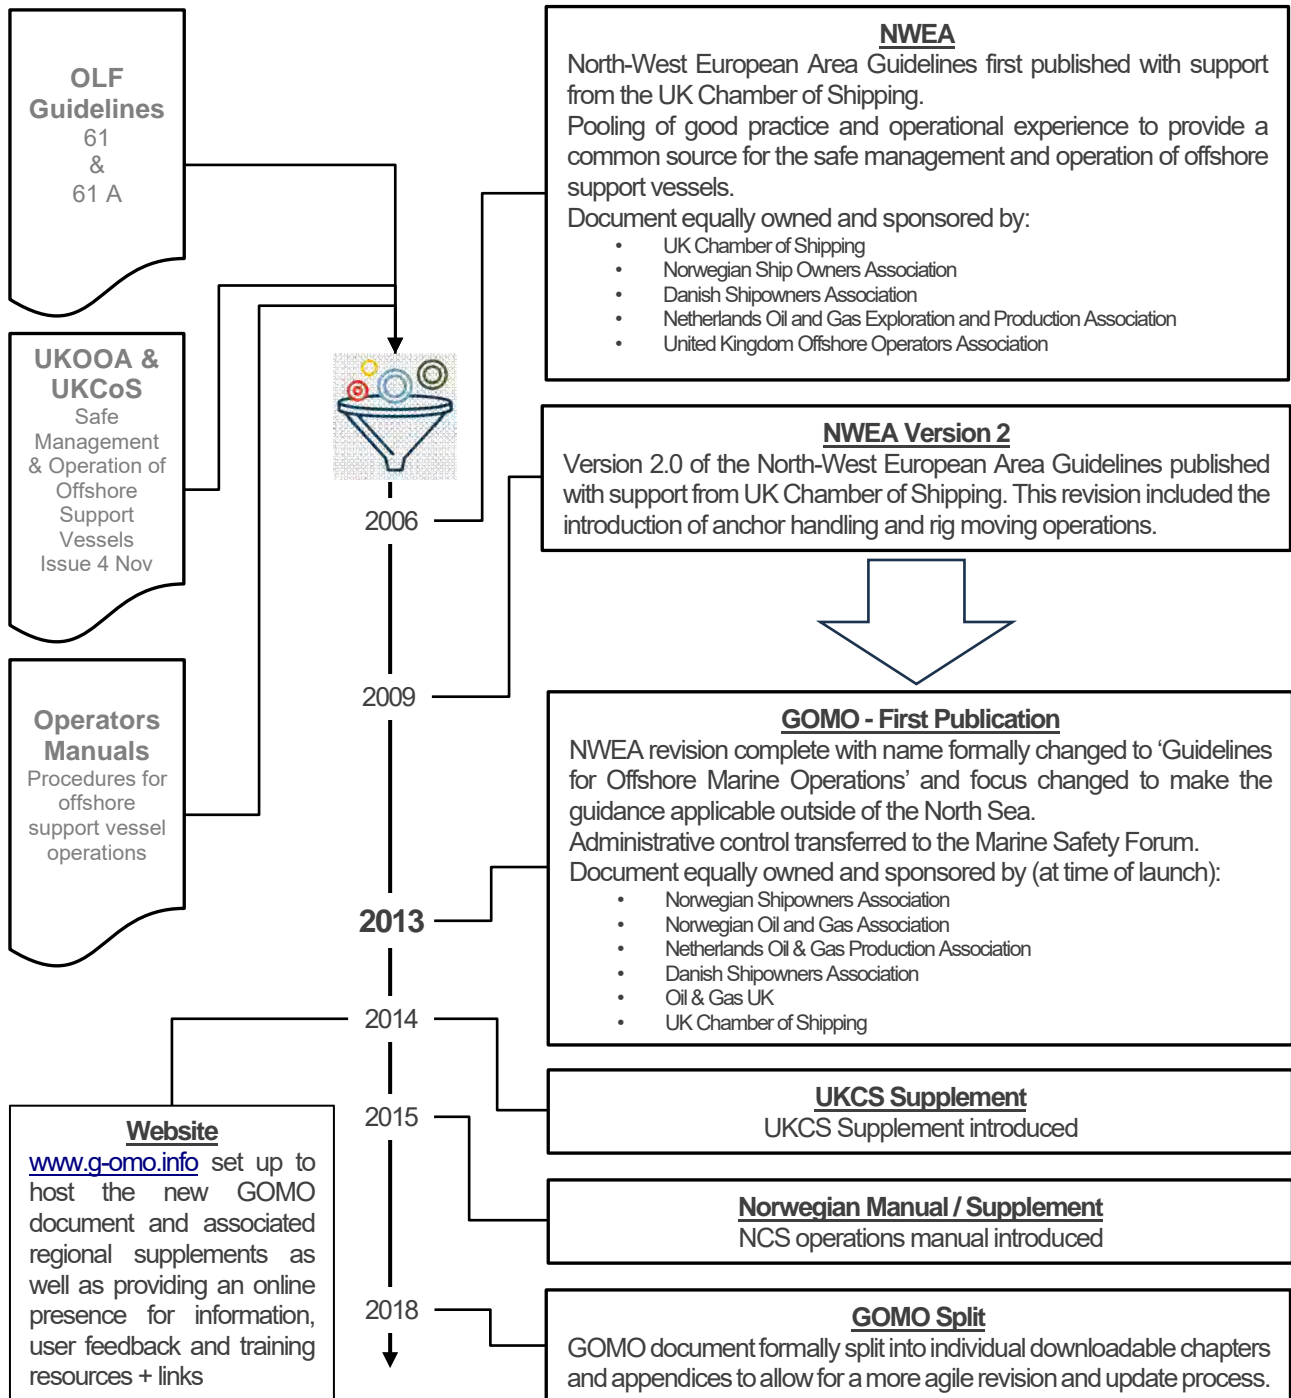 OLF
Guidelines
61
&
61 A
UKOOA &
UKCoS
Safe
Management
& Operation of
Offshore
Support
Vessels
Issue 4 Nov
Operators
Manuals
Procedures for
offshore
support vessel
operations
NWEA
North-West European Area Guidelines first published with support
from the UK Chamber of Shipping.
Pooling of good practice and operational experience to provide a
common source for the safe management and operation of offshore
support vessels.
Document equally owned and sponsored by:
• UK Chamber of Shipping
• Norwegian Ship Owners Association
• Danish Shipowners Association
• Netherlands Oil and Gas Exploration and Production Association
• United Kingdom Offshore Operators Association
2006
NWEA Version 2
Version 2.0 of the North-West European Area Guidelines published
with support from UK Chamber of Shipping. This revision included the
introduction of anchor handling and rig moving operations.
2009
GOMO - First Publication
NWEA revision complete with name formally changed to ‘Guidelines
for Offshore Marine Operations’ and focus changed to make the
guidance applicable outside of the North Sea.
Administrative control transferred to the Marine Safety Forum.
Document equally owned and sponsored by (at time of launch):
• Norwegian Shipowners Association
• Norwegian Oil and Gas Association
• Netherlands Oil & Gas Production Association
• Danish Shipowners Association
• Oil & Gas UK
• UK Chamber of Shipping
2013
2014
Website
www.g-omo.info set up to
host the new GOMO
document and associated
regional supplements as
well as providing an online
presence for information,
user feedback and training
resources + links
UKCS Supplement
UKCS Supplement introduced
2015
Norwegian Manual / Supplement
NCS operations manual introduced
2018
GOMO Split
GOMO document formally split into individual downloadable chapters
and appendices to allow for a more agile revision and update process.